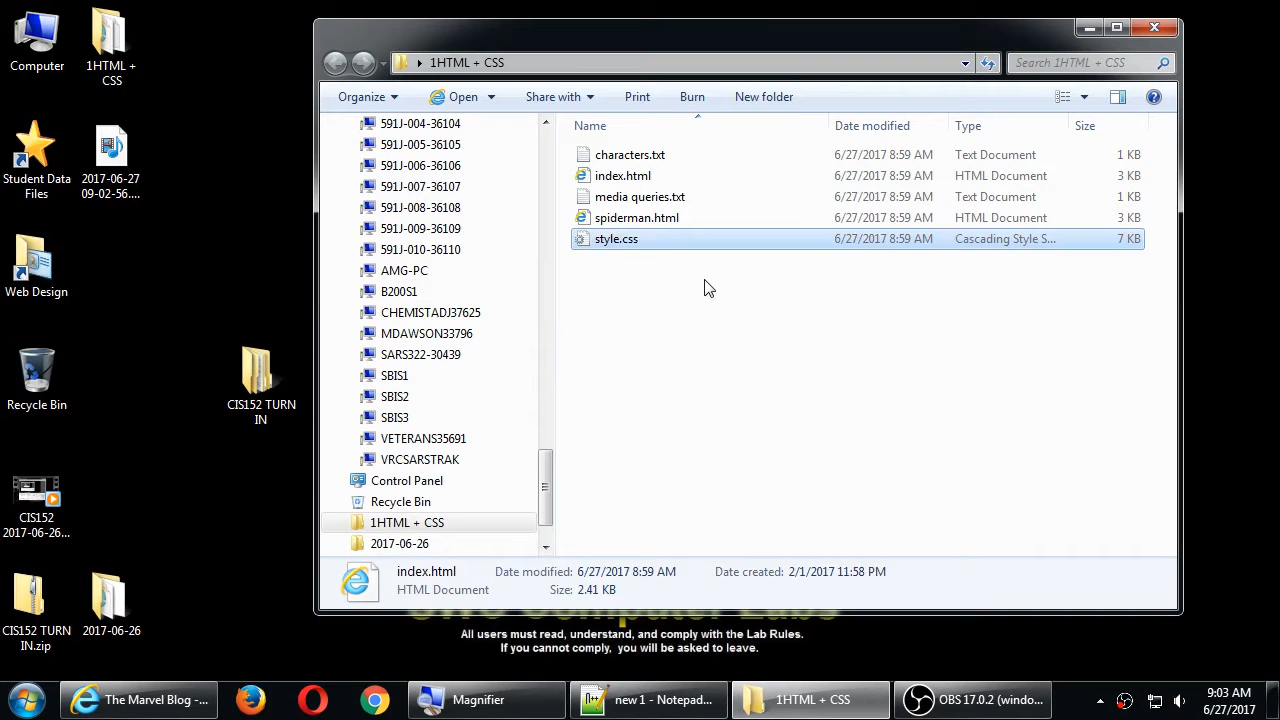 Computer
1HTML +
CSS
Student Data
Files
2017-06-27
09-02-56....
Web Design
Recycle Bin
CIS152 TURN
IN
CIS152
2017-06-26...
CIS152 TURN
IN.zip
2017-06-26
1HTML + CSS
Search 1HTML + CSS
Organize Open Share with Print Burn New folder
591J-004-36104
591J-005-36105
591J-006-36106
591J-007-36107
591J-008-36108
591J-009-36109
591J-010-36110
AMG-PC
B200S1
CHEMISTADJ37625
MDAWSON33796
SARS322-30439
SBIS1
SBIS2
SBIS3
VETERANS35691
VRCSARSTRAK
Control Panel
Recycle Bin
1HTML + CSS
2017-06-26
Name Date modified Type Size
characters.txt 6/27/2017 8:59 AM Text Document 1 KB
index.html 6/27/2017 8:59 AM HTML Document 3 KB
media queries.txt 6/27/2017 8:59 AM Text Document 1 KB
spiderman.html 6/27/2017 8:59 AM HTML Document 3 KB
style.css 6/27/2017 8:59 AM Cascading Style S... 7 KB
index.html Date modified: 6/27/2017 8:59 AM Date created: 2/1/2017 11:58 PM
HTML Document Size: 2.41 KB
Computer Labs
All users must read, understand, and comply with the Lab Rules.
If you cannot comply, you will be asked to leave.
The Marvel Blog -...
Magnifier
new 1 - Notepad...
1HTML + CSS
OBS 17.0.2 (windo...
9:03 AM
6/27/2017